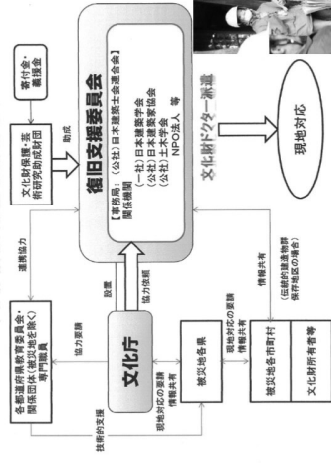 寄付金・
義援金
文化財保護・芸
術研究助成財団
助成
復旧支援委員会
【事務局:(公社)日本建築士会連合会】
関係機関
(一社)日本建築学会
(公社)日本建築家協会
(公社)土木学会
NPO法人 等
文化財ドクター派遣
現地対応
連携協力
各都道府県教育委員会・
関係団体(被災地を除く)
専門職員
協力要請
設置
協力依頼
文化庁
技術的支援
現地対応の要請
情報共有
被災地各県
現地対応の要請
情報共有
情報共有
(伝統的建造物群
保存地区の場合)
被災地各市町村
文化財所有者等